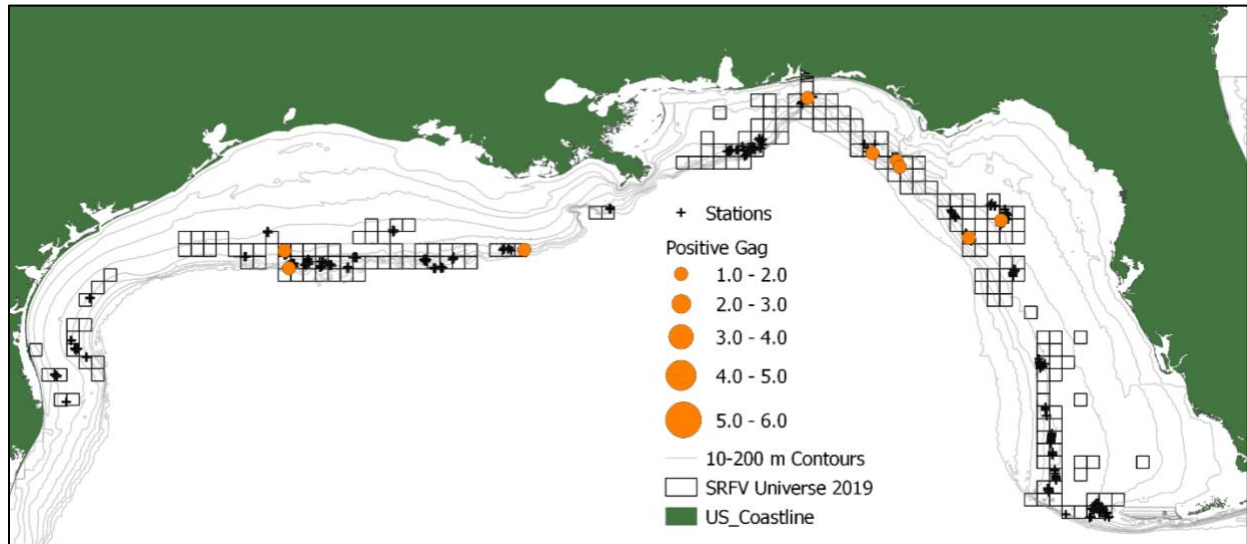 Stations
Positive Gag
1.0 - 2.0
2.0 - 3.0
3.0 - 4.0
4.0 - 5.0
5.0 - 6.0
10-200 m Contours
SRFV Universe 2019
US_Coastline